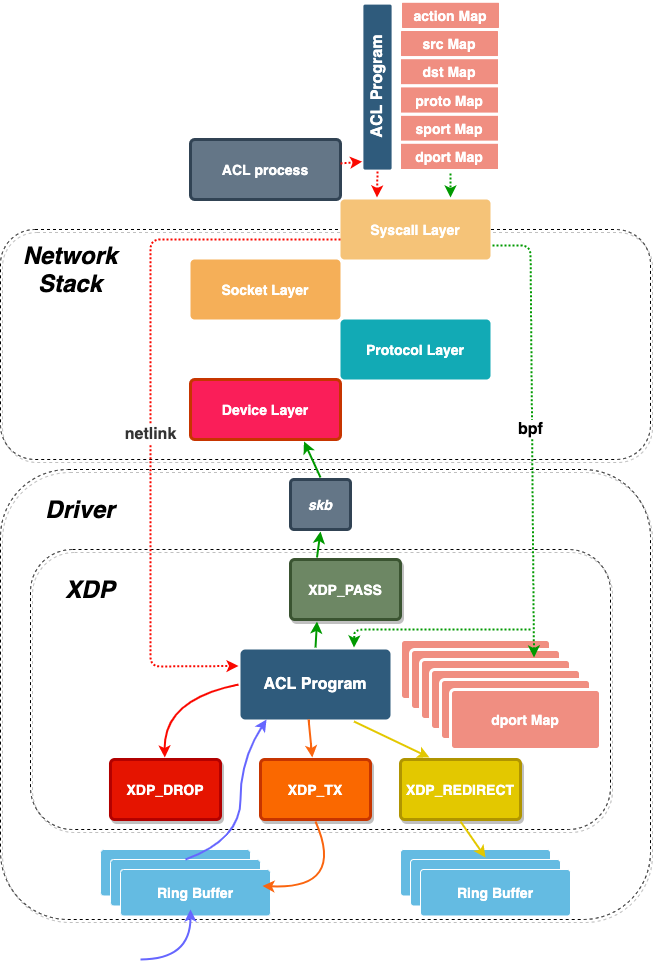 action Map
src Map
dst Map
proto Map
sport Map
dport Map
ACL Program
ACL process
Syscall Layer
Network
Stack
Socket Layer
Protocol Layer
Device Layer
netlink
bpf
Driver
skb
XDP
XDP_PASS
ACL Program
dport Map
XDP_DROP
XDP_TX
XDP_REDIRECT
Ring Buffer
Ring Buffer